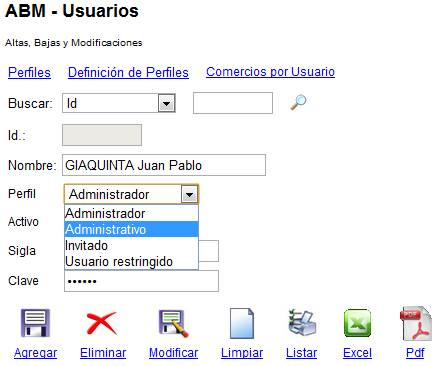 ABM - Usuarios
Altas, Bajas y Modificaciones
Perfiles Definición de Perfiles Comercios por Usuario
Buscar: Id
Id.:
Nombre: GIAQUINTA Juan Pablo
Perfil Administrador
Administrador
Activo
Administrativo
Invitado
Sigla
Usuario restringido
Clave ••••••
Agregar Eliminar Modificar Limpiar Listar Excel Pdf